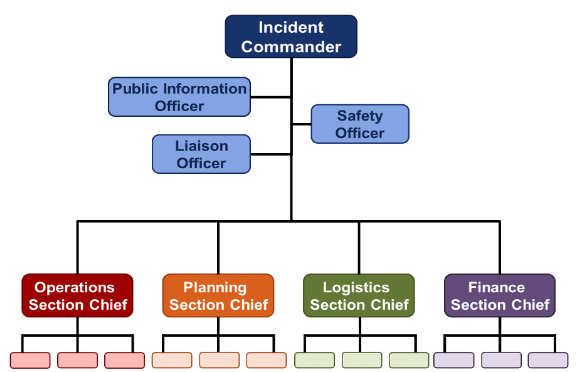 Incident
Commander
Public Information
Officer
Safety
Officer
Liaison
Officer
Operations
Section Chief
Planning
Section Chief
Logistics
Section Chief
Finance
Section Chief